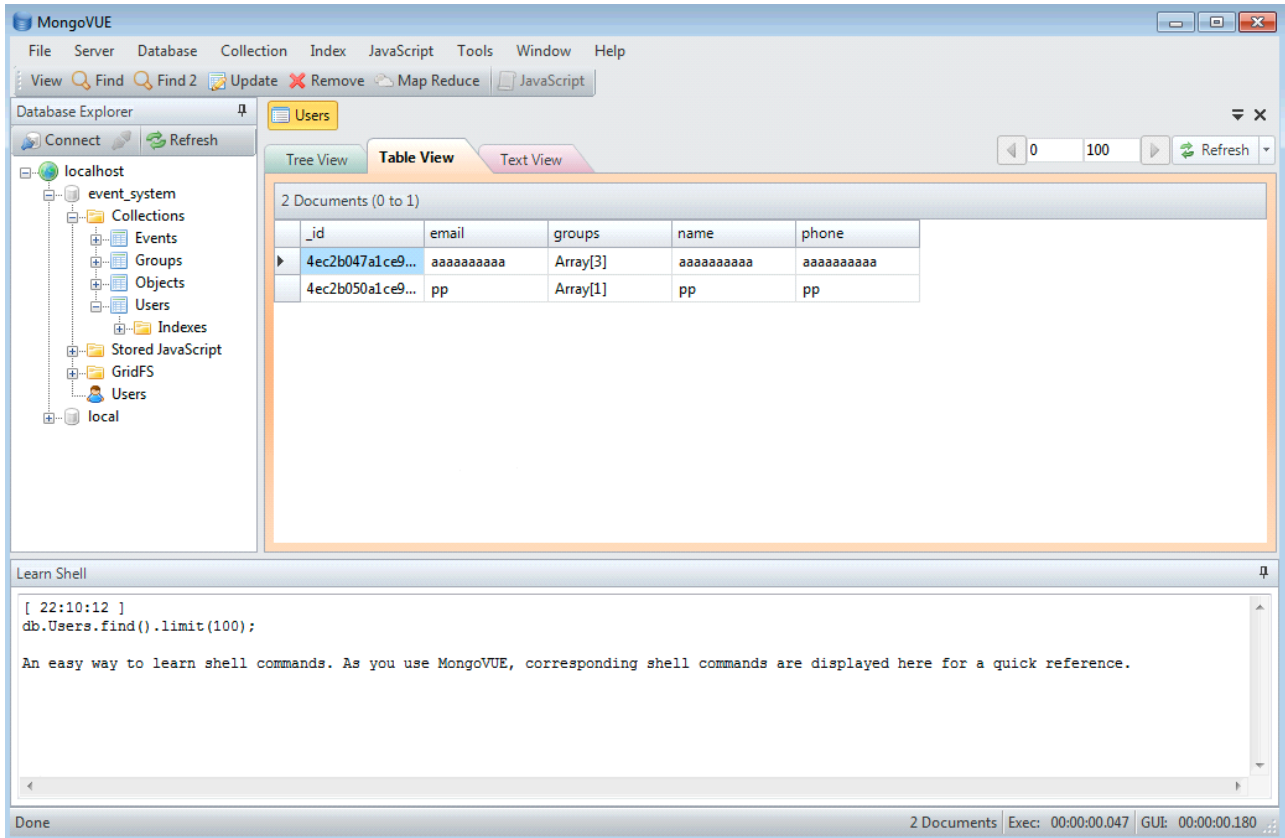 MongoVUE
File Server Database Collection Index JavaScript Tools Window Help
View Find Find 2 Update Remove Map Reduce JavaScript
Database Explorer
Connect Refresh
localhost
event_system
Collections
Events
Groups
Objects
Users
Indexes
Stored JavaScript
GridFS
Users
local
Users
Tree View Table View Text View
0 100 Refresh
2 Documents (0 to 1)
_id email groups name phone
4ec2b047a1ce9... aaaaaaaaaa Array[3] aaaaaaaaaa aaaaaaaaaa
4ec2b050a1ce9... pp Array[1] pp pp
Learn Shell
[ 22:10:12 ]
db.Users.find().limit(100);
An easy way to learn shell commands. As you use MongoVUE, corresponding shell commands are displayed here for a quick reference.
Done 2 Documents Exec: 00:00:00.047 GUI: 00:00:00.180